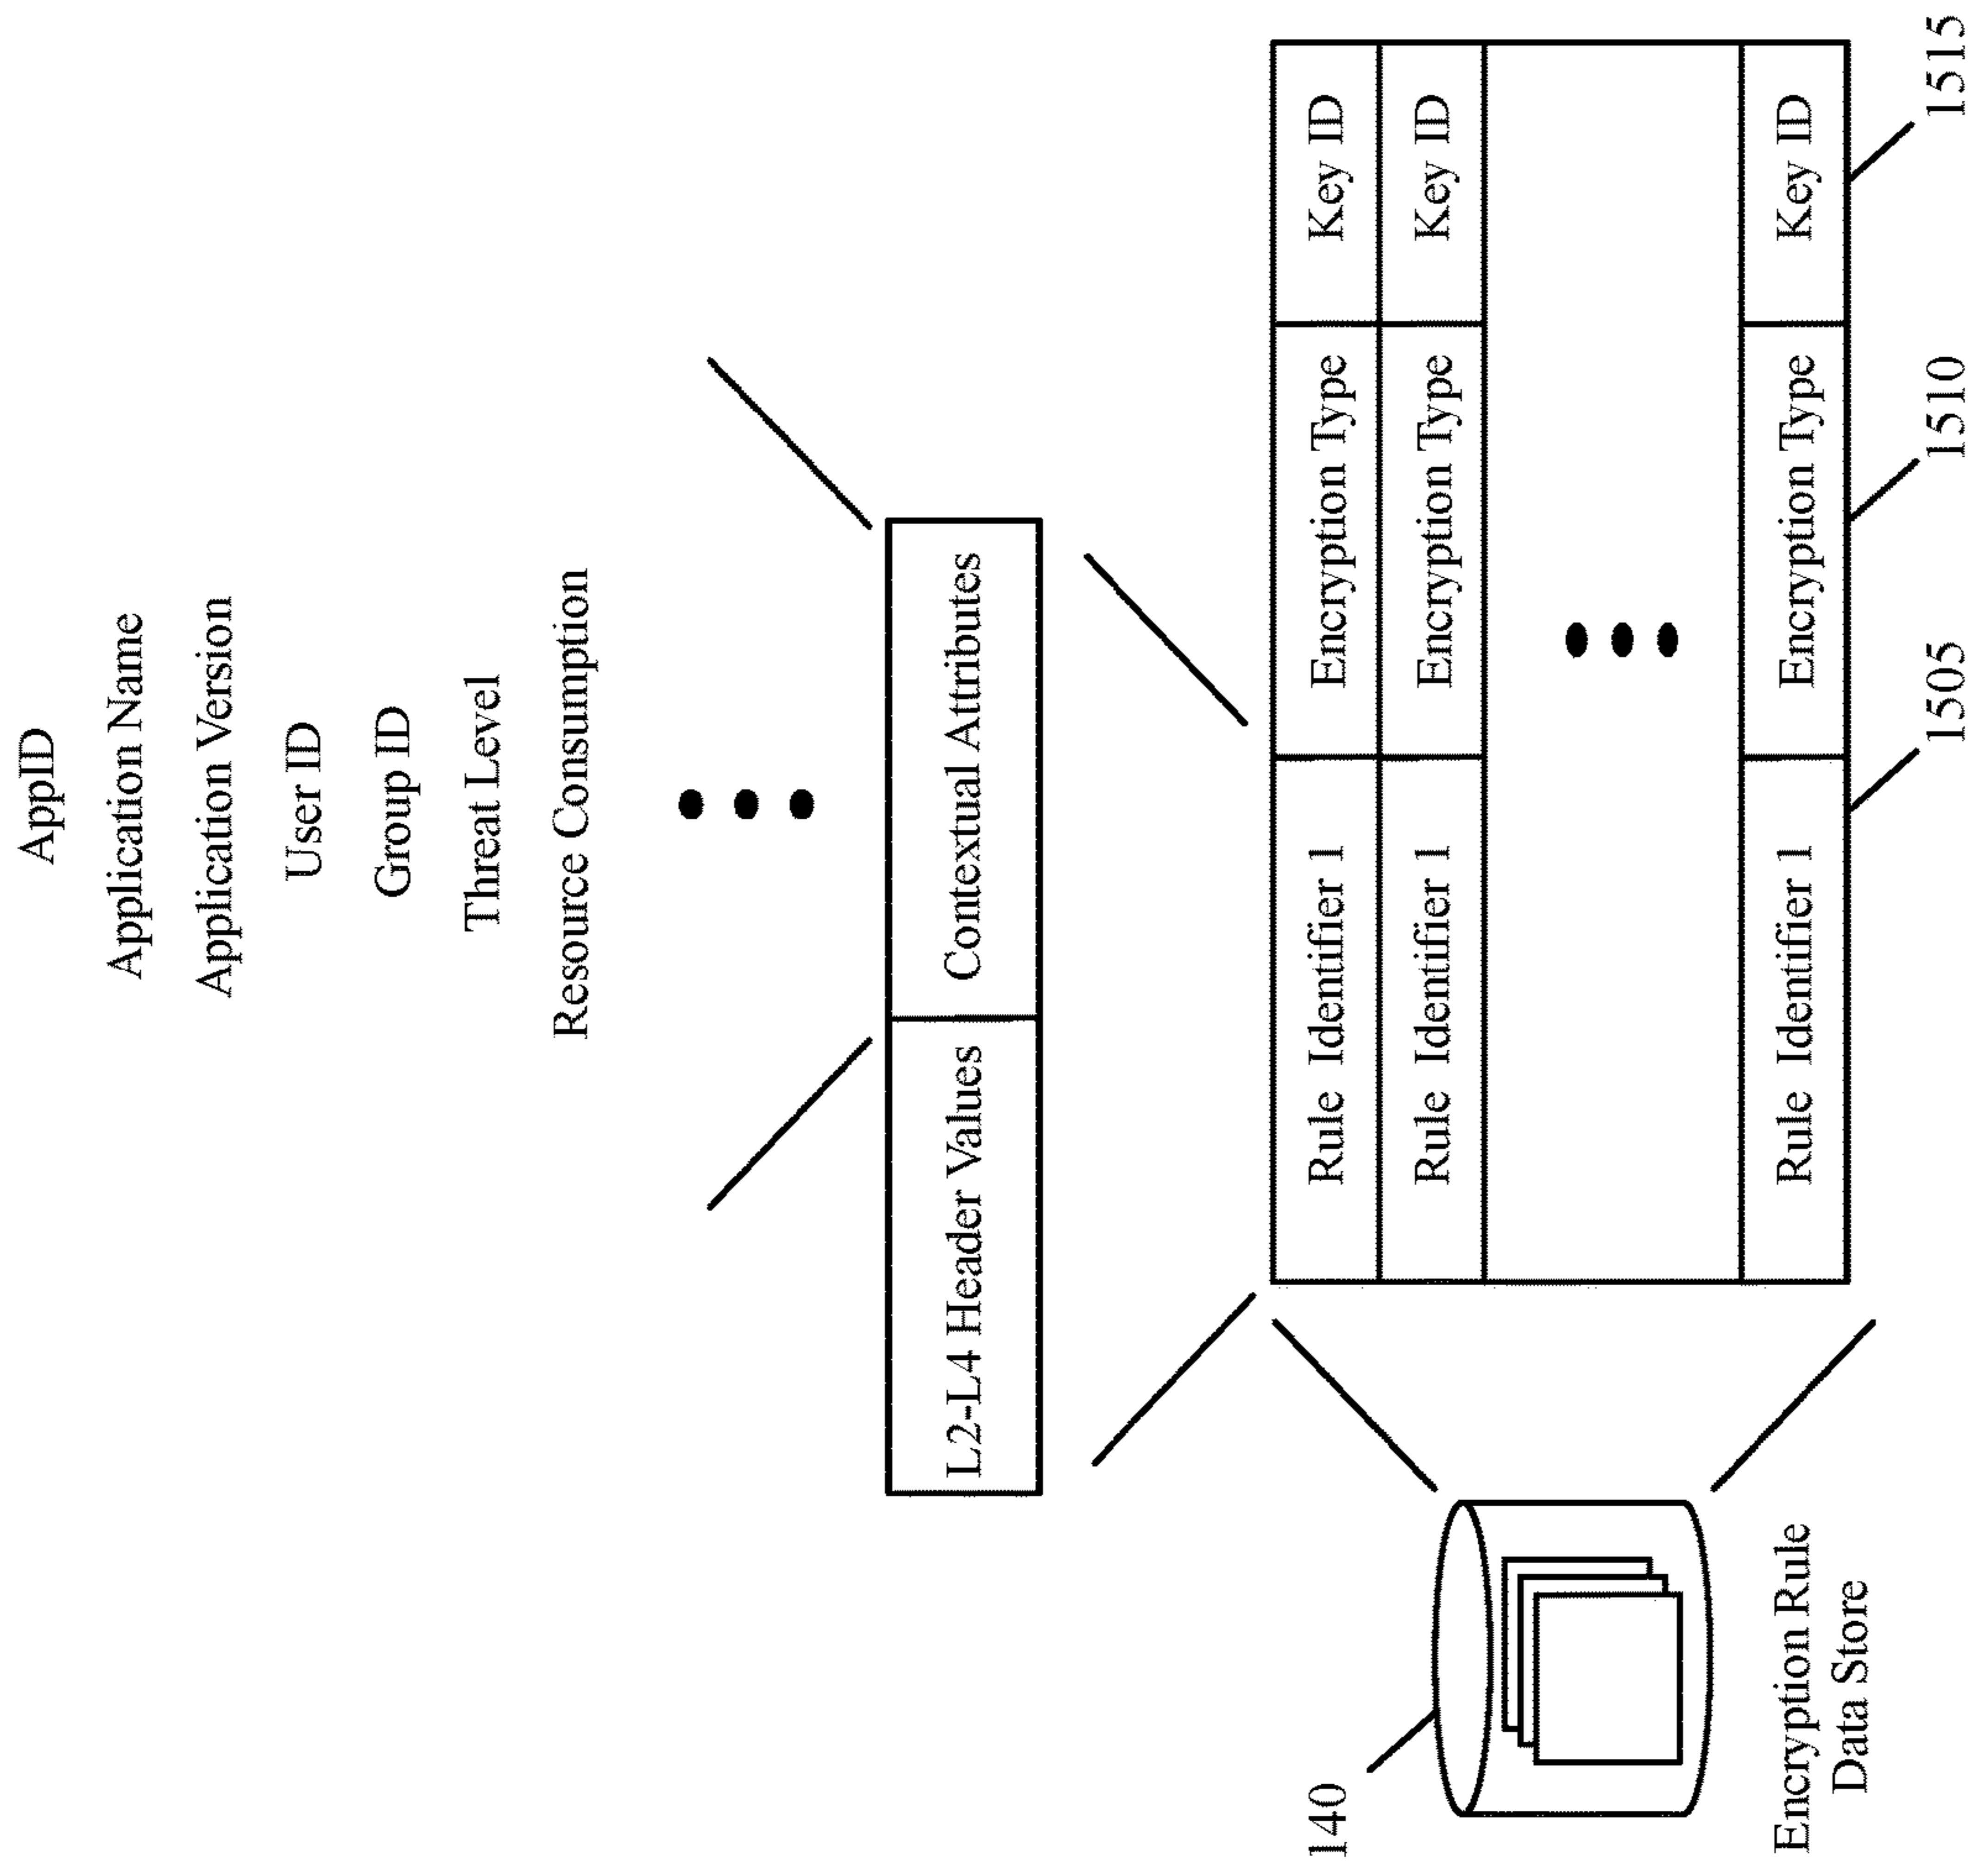 AppID
Application Name
Application Version
User ID
Group ID
Threat Level
Resource Consumption
L2-L4 Header Values
Contextual Attributes
Rule Identifier 1
Encryption Type
Key ID
Rule Identifier 1
Encryption Type
Key ID
Rule Identifier 1
Encryption Type
Key ID
140
Encryption Rule
Data Store
1505
1510
1515